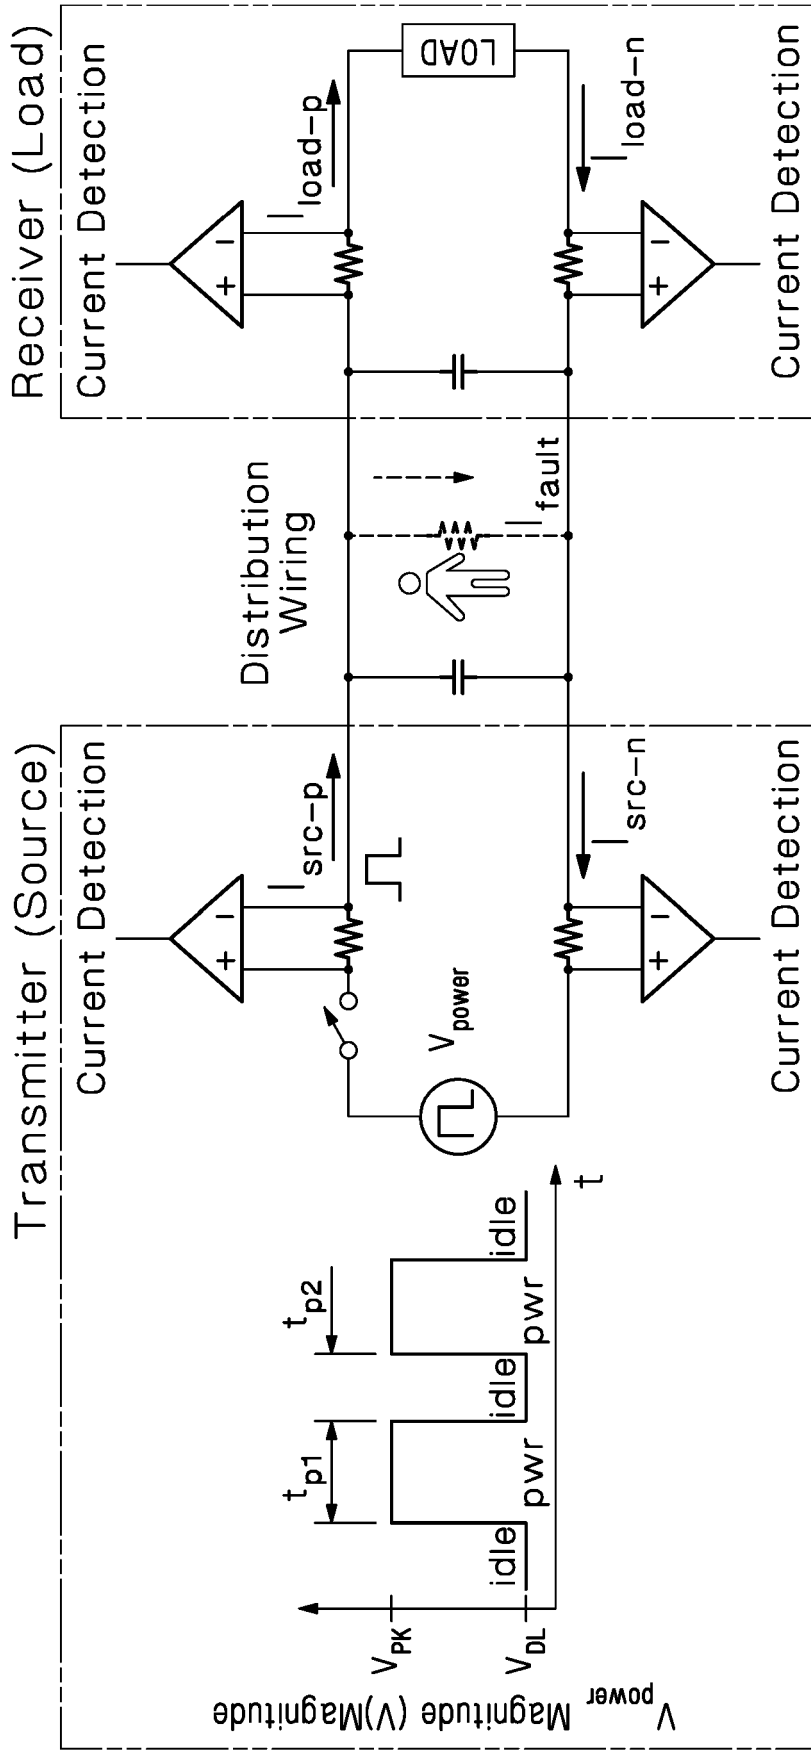 Transmitter (Source)
Current Detection
I src-p
V power
I src-n
Current Detection
V power
Magnitude (V)Magnitude
V PK
V DL
t p1
t p2
idle
pwr
idle
pwr
idle
t
Distribution
Wiring
I fault
Receiver (Load)
Current Detection
I load-p
LOAD
I load-n
Current Detection
+
−
+
−
+
−
+
−